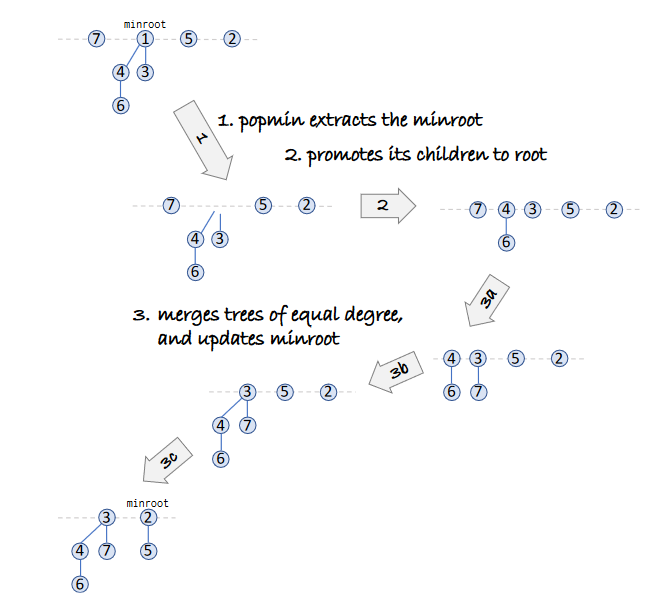 minroot
7 1 5 2
4 3
6
1. popmin extracts the minroot
1
2. promotes its children to root
7 5 2
2
7 4 3 5 2
4 3
6
6
3a
3. merges trees of equal degree,
and updates minroot
4 3 5 2
3b
6 7
3 5 2
4 7
6
3c
minroot
3 2
4 7 5
6